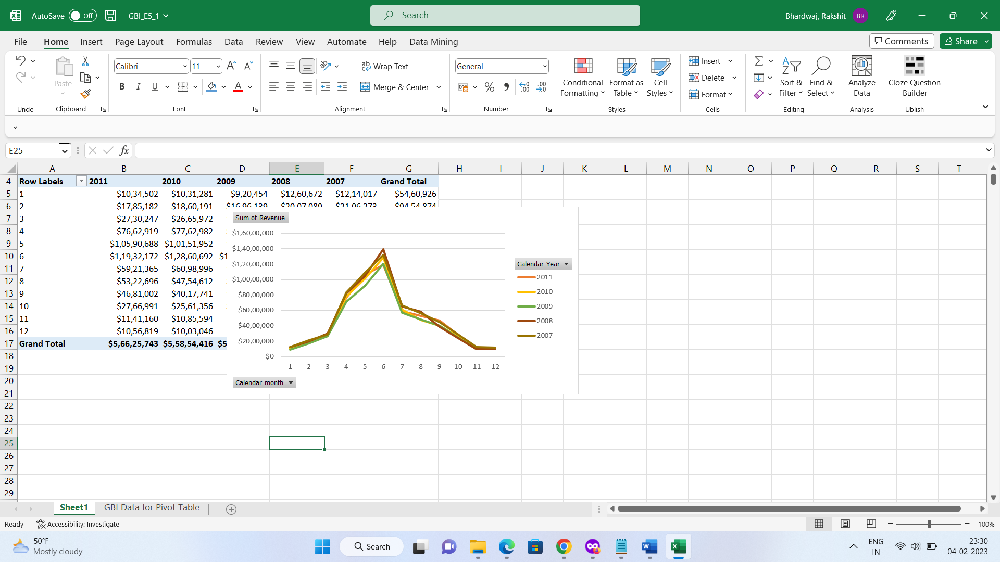 AutoSave Off GBI_E5_1 Search Bhardwaj, Rakshit BR
File Home Insert Page Layout Formulas Data Review View Automate Help Data Mining Comments Share
Calibri 11 Wrap Text General Insert
Paste B I U Merge & Center % Conditional Formatting Format as Table Cell Styles Delete Sort & Filter Find & Select Analyze Data Cloze Question Builder
Format
Undo Clipboard Font Alignment Number Styles Cells Editing Analysis Ublish
E25 fx
A B C D E F G H I J K L M N O P Q R S T
4 Row Labels 2011 2010 2009 2008 2007 Grand Total
5 1 $10,34,502 $10,31,281 $9,20,454 $12,60,672 $12,14,017 $54,60,926
6 2 $17,85,182 $18,60,191 $16,96,139 $20,07,089 $21,06,273 $94,54,874
7 3 $27,30,247 $26,65,972
8 4 $76,62,919 $77,62,982
9 5 $1,05,90,688 $1,01,51,952
10 6 $1,19,32,172 $1,28,60,692 $1
11 7 $59,21,365 $60,98,996
12 8 $53,22,696 $47,54,612
13 9 $46,81,002 $40,17,741
14 10 $27,66,991 $25,61,356
15 11 $11,41,160 $10,85,594
16 12 $10,56,819 $10,03,046
17 Grand Total $5,66,25,743 $5,58,54,416 $5
18
19
20
21
22
23
24
25
26
27
28
29
Sum of Revenue
$1,60,00,000
$1,40,00,000
$1,20,00,000
$1,00,00,000
$80,00,000
$60,00,000
$40,00,000
$20,00,000
$0
1 2 3 4 5 6 7 8 9 10 11 12
Calendar month
Calendar Year
2011
2010
2009
2008
2007
Sheet1 GBI Data for Pivot Table
Ready Accessibility: Investigate 100%
50°F
Mostly cloudy
Search
ENG
IN
23:30
04-02-2023